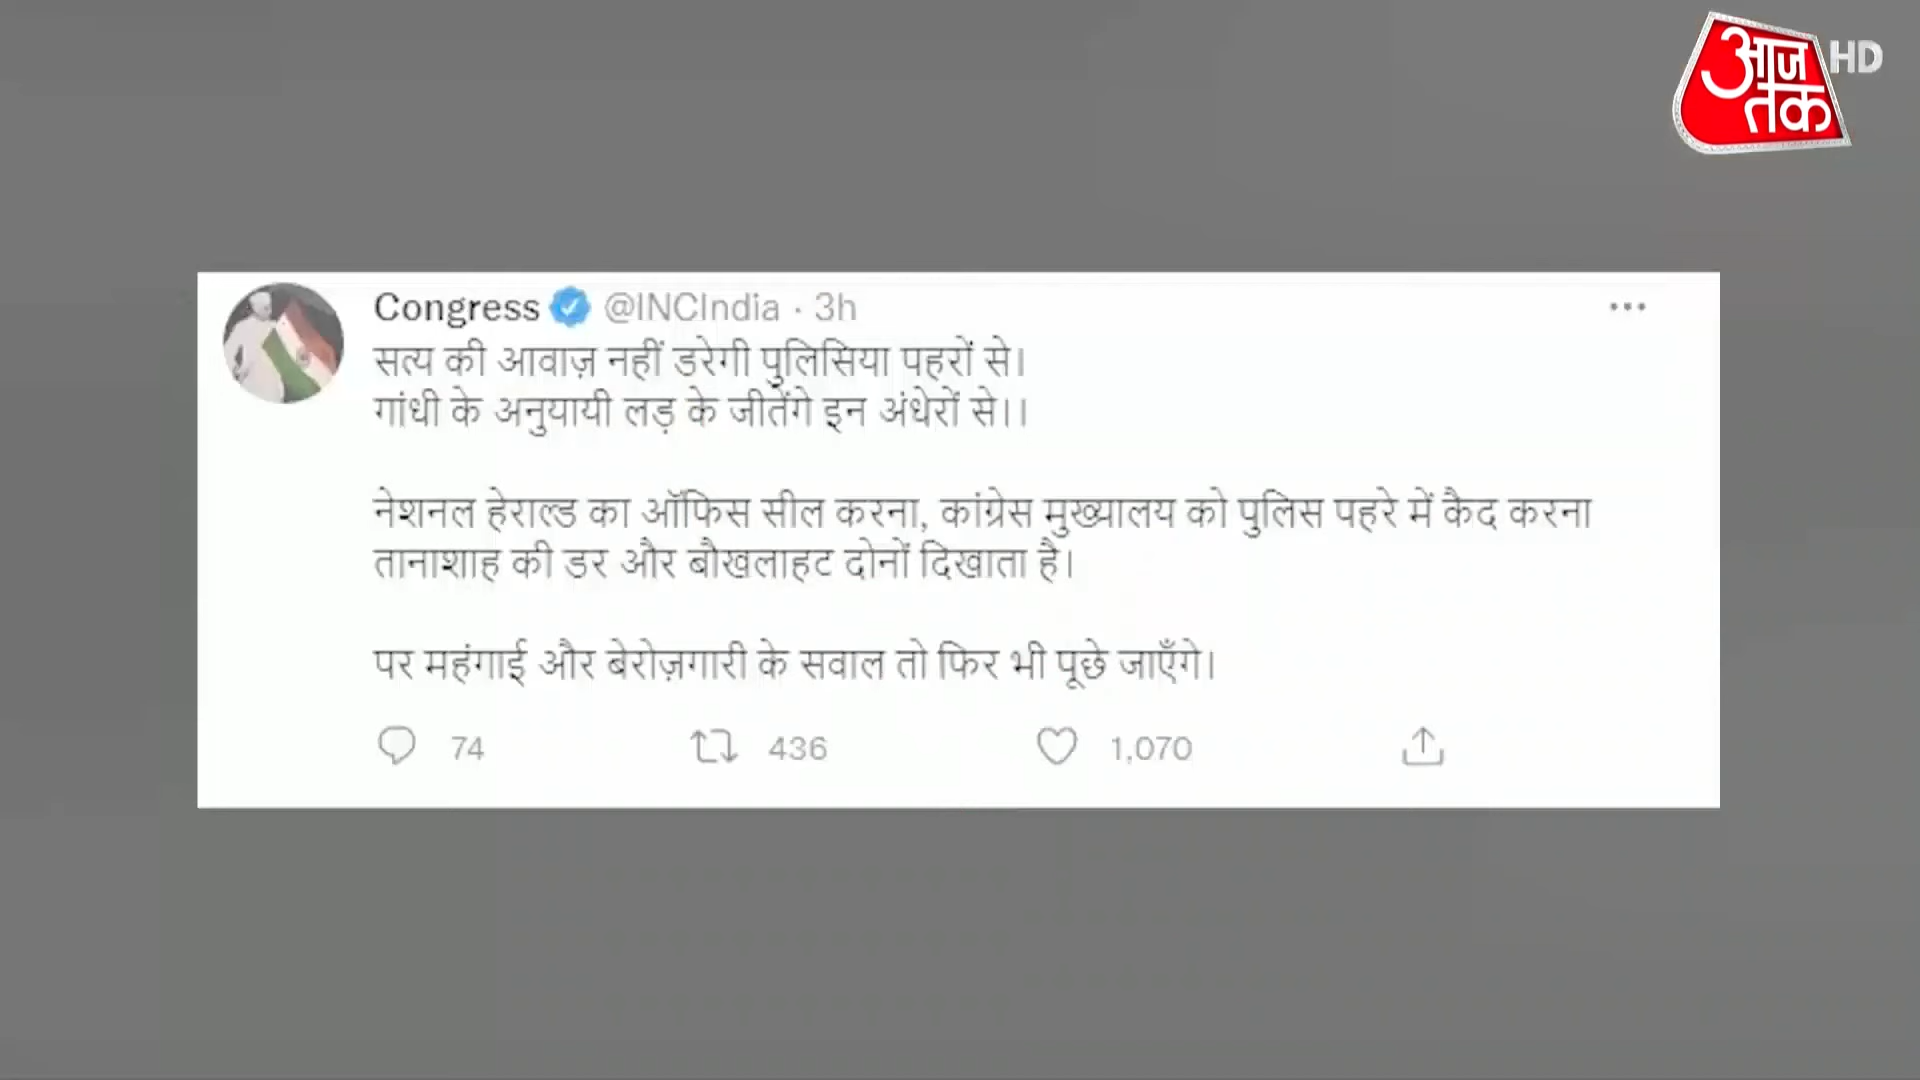 आज तक HD
Congress @INCIndia · 3h
सत्य की आवाज़ नहीं डरेगी पुलिसिया पहरों से।
गांधी के अनुयायी लड़ के जीतेंगे इन अंधेरों से।।
नेशनल हेराल्ड का ऑफिस सील करना, कांग्रेस मुख्यालय को पुलिस पहरे में कैद करना
तानाशाह की डर और बौखलाहट दोनों दिखाता है।
पर महंगाई और बेरोज़गारी के सवाल तो फिर भी पूछे जाएँगे।
74 436 1,070